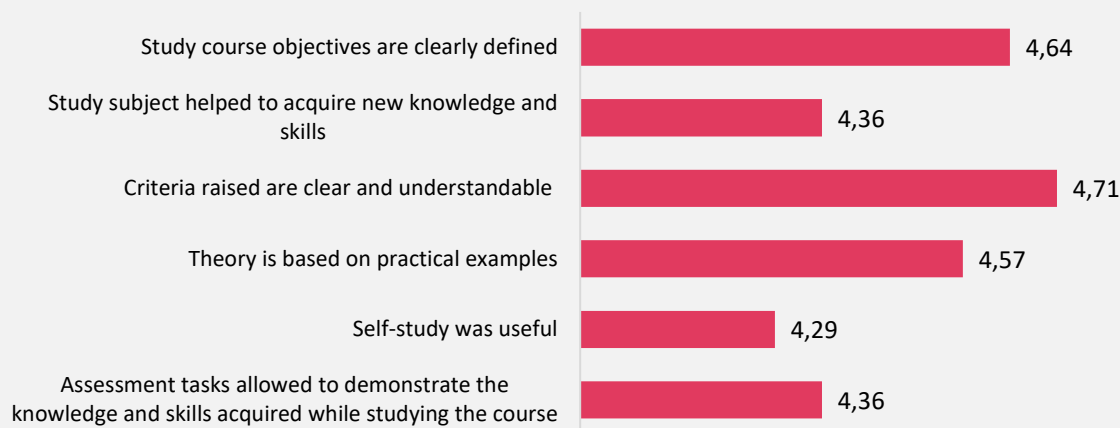 Study course objectives are clearly defined
4,64
Study subject helped to acquire new knowledge and
skills
4,36
Criteria raised are clear and understandable
4,71
Theory is based on practical examples
4,57
Self-study was useful
4,29
Assessment tasks allowed to demonstrate the
knowledge and skills acquired while studying the course
4,36